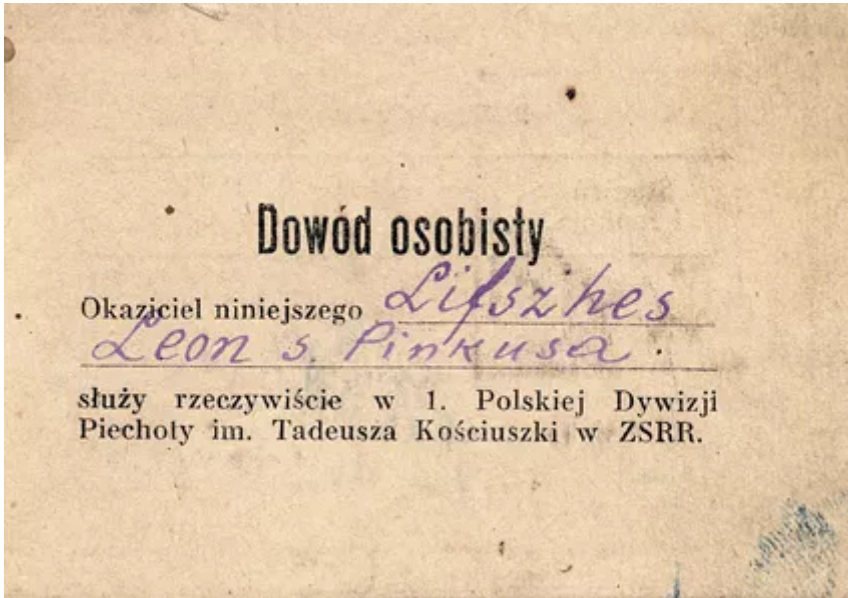 Dowód osobisty
Okaziciel niniejszego Lifszhes
Leon s. Pinkusa.
służy rzeczywiście w 1. Polskiej Dywizji
Piechoty im. Tadeusza Kościuszki w ZSRR.